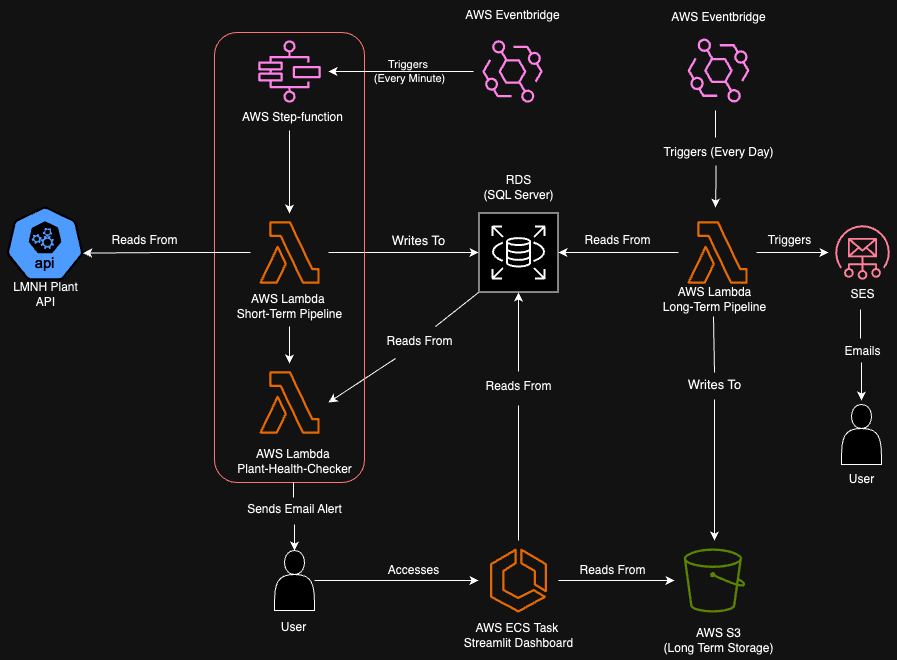 AWS Eventbridge
AWS Eventbridge
Triggers
(Every Minute)
AWS Step-function
Triggers (Every Day)
RDS
(SQL Server)
Reads From
Writes To
Reads From
Triggers
api
LMNH Plant
API
AWS Lambda
Short-Term Pipeline
AWS Lambda
Long-Term Pipeline
SES
Reads From
Emails
Reads From
Writes To
AWS Lambda
Plant-Health-Checker
User
Sends Email Alert
Accesses
Reads From
User
AWS ECS Task
Streamlit Dashboard
AWS S3
(Long Term Storage)